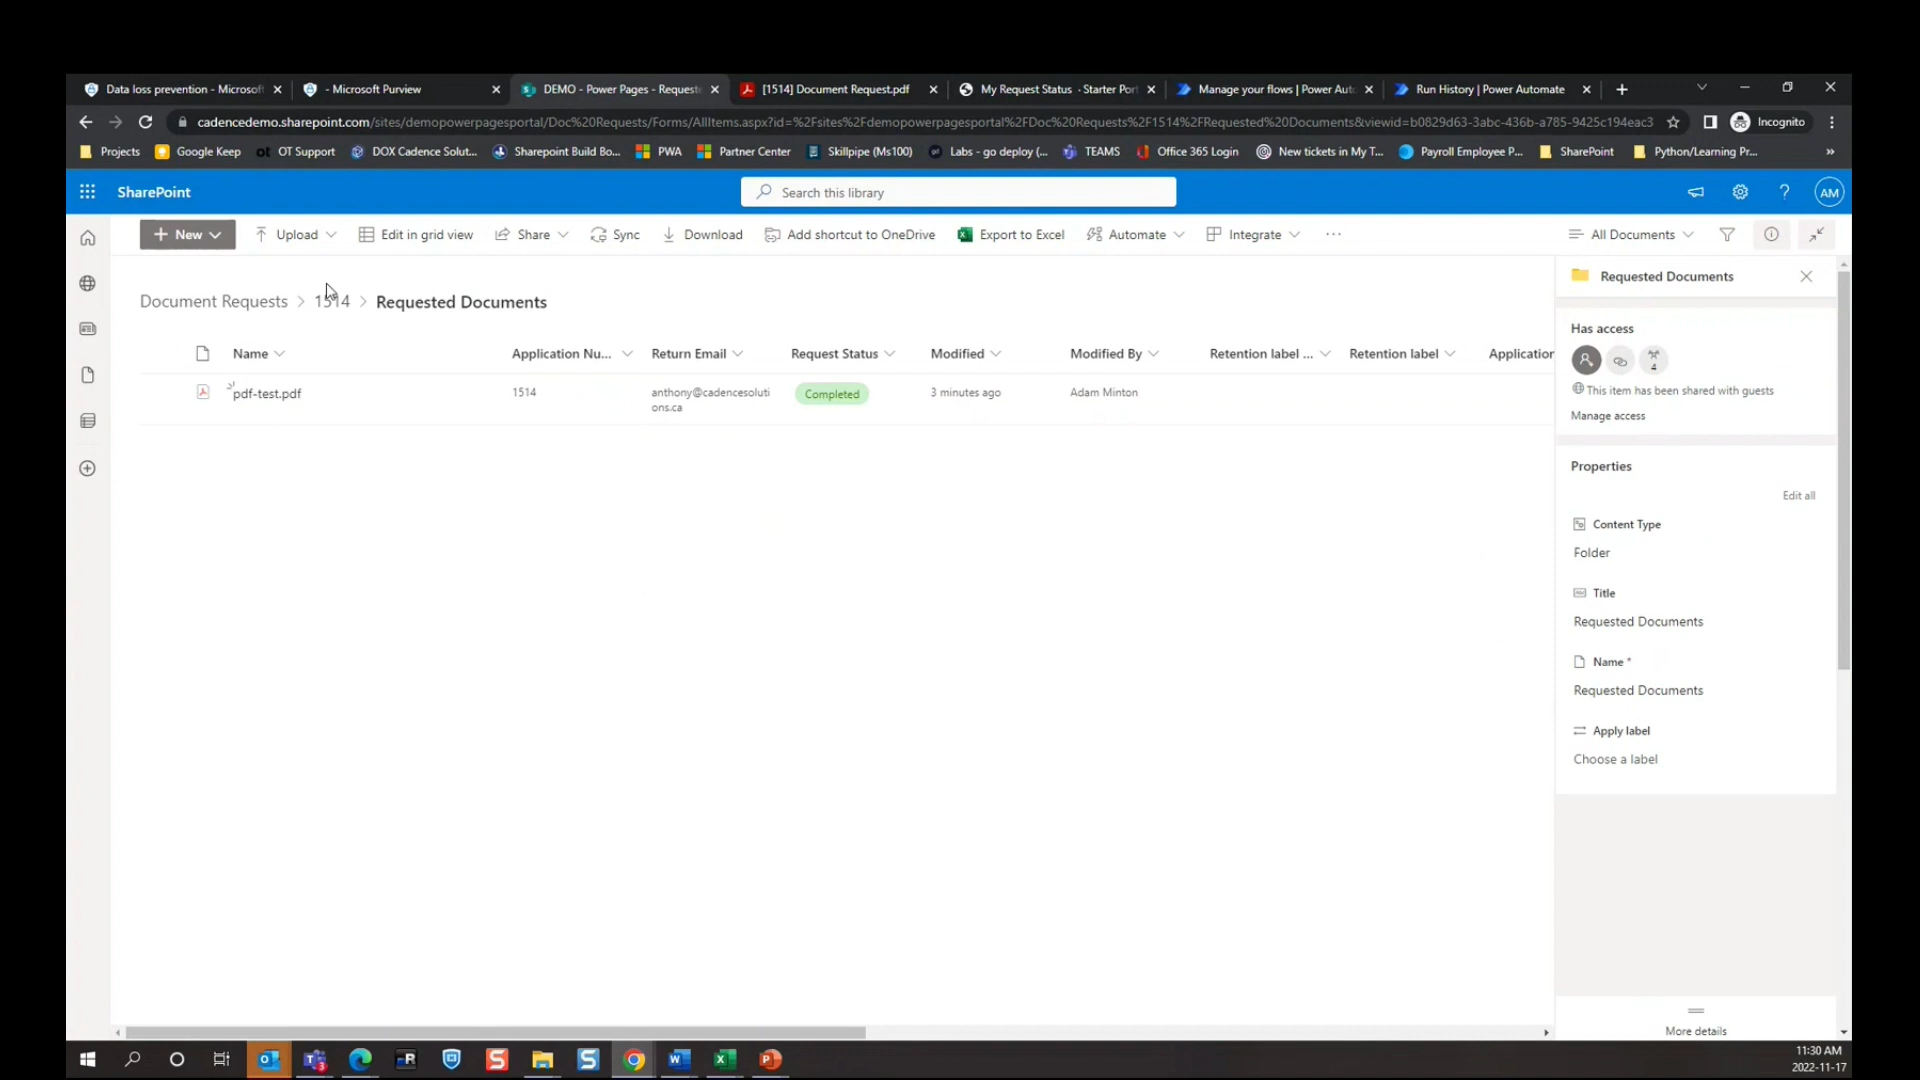 Data loss prevention - Microsof
- Microsoft Purview
DEMO - Power Pages - Request
[1514] Document Request.pdf
My Request Status · Starter Port
Manage your flows | Power Aut
Run History | Power Automate
cadencedemo.sharepoint.com/sites/demopowerpagesportal/Doc%20Requests/Forms/AllItems.aspx?id=%2Fsites%2Fdemopowerpagesportal%2FDoc%20Requests%2F1514%2FRequested%20Documents&viewid=b0829d63-3abc-436b-a785-9425c194eac3
Incognito
Projects
Google Keep
OT Support
DOX Cadence Solut...
Sharepoint Build Bo...
PWA
Partner Center
Skillpipe (Ms100)
Labs - go deploy (...
TEAMS
Office 365 Login
New tickets in My T...
Payroll Employee P...
SharePoint
Python/Learning Pr...
»
SharePoint
Search this library
?
AM
New
Upload
Edit in grid view
Share
Sync
Download
Add shortcut to OneDrive
Export to Excel
Automate
Integrate
...
All Documents
Document Requests > 1514 > Requested Documents
Name
Application Nu...
Return Email
Request Status
Modified
Modified By
Retention label ...
Retention label
Application
pdf-test.pdf
1514
anthony@cadencesoluti
ons.ca
Completed
3 minutes ago
Adam Minton
Requested Documents
Has access
4
This item has been shared with guests
Manage access
Properties
Edit all
Content Type
Folder
Title
Requested Documents
Name *
Requested Documents
Apply label
Choose a label
More details
11:30 AM
2022-11-17